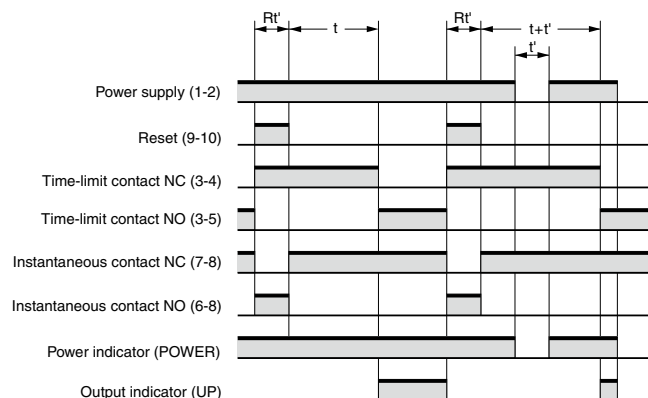 Rt'
t
Rt'
t+t'
t'
Power supply (1-2)
Reset (9-10)
Time-limit contact NC (3-4)
Time-limit contact NO (3-5)
Instantaneous contact NC (7-8)
Instantaneous contact NO (6-8)
Power indicator (POWER)
Output indicator (UP)